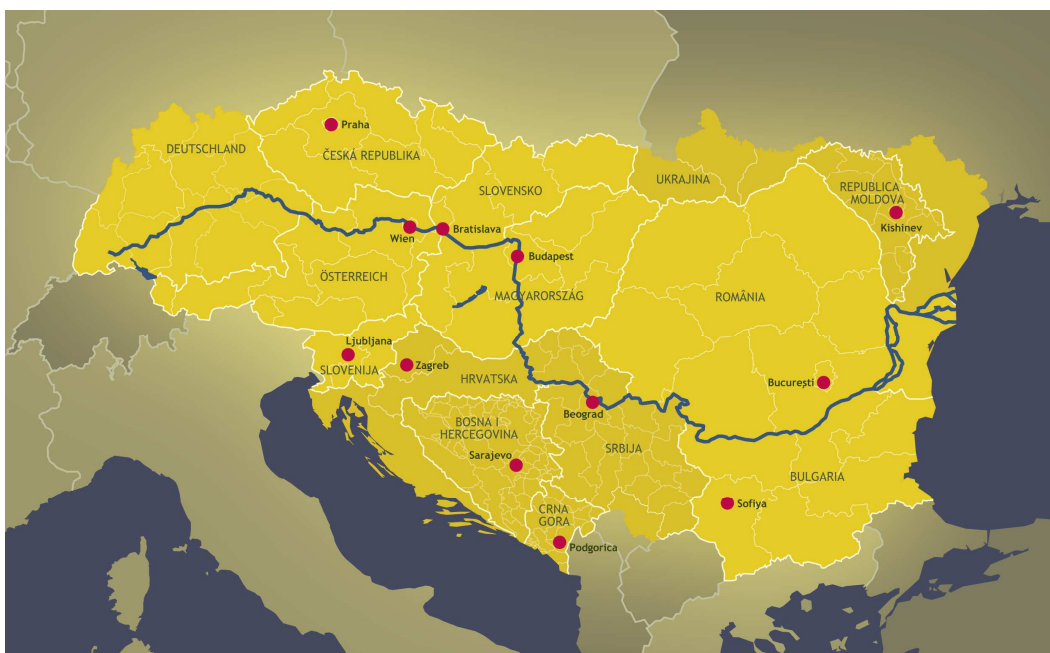 Praha
DEUTSCHLAND
ČESKÁ REPUBLIKA
SLOVENSKO
UKRAJINA
REPUBLICA
MOLDOVA
Kishinev
Wien
Bratislava
Budapest
ÖSTERREICH
MAGYARORSZÁG
ROMÂNIA
Ljubljana
SLOVENIJA
Zagreb
HRVATSKA
București
Beograd
BOSNA I
HERCEGOVINA
Sarajevo
SRBIJA
BULGARIA
Sofiya
CRNA
GORA
Podgorica